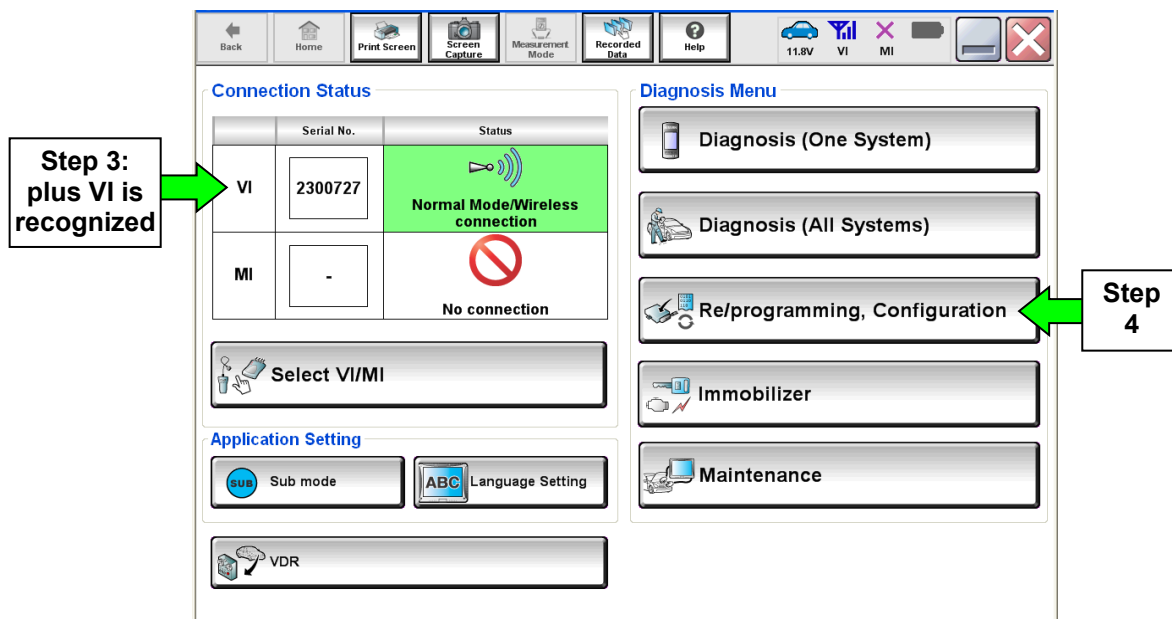 Back
Home
Print Screen
Screen
Capture
Measurement
Mode
Recorded
Data
Help
11.8V
VI
MI
Connection Status
Serial No.
Status
VI
2300727
Normal Mode/Wireless
connection
MI
-
No connection
Select VI/MI
Application Setting
SUB
Sub mode
ABC
Language Setting
VDR
Diagnosis Menu
Diagnosis (One System)
Diagnosis (All Systems)
Re/programming, Configuration
Immobilizer
Maintenance
Step 3:
plus VI is
recognized
Step
4